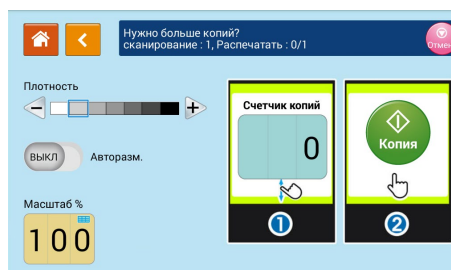 Нужно больше копий?
сканирование : 1, Распечатать : 0/1
Отмен
Плотность
Счетчик копий
0
Копия
ВЫКЛ
Авторазм.
Масштаб %
100
1
2